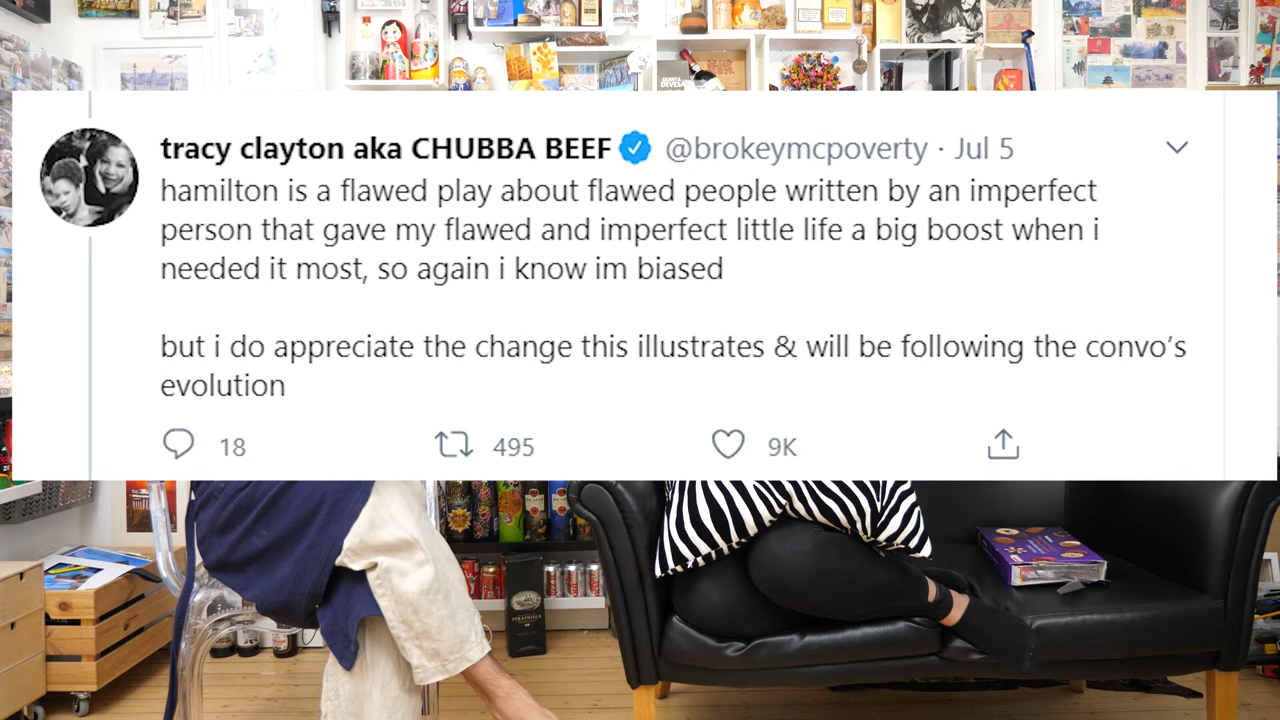 tracy clayton aka CHUBBA BEEF @brokeymcpoverty · Jul 5
hamilton is a flawed play about flawed people written by an imperfect
person that gave my flawed and imperfect little life a big boost when i
needed it most, so again i know im biased
but i do appreciate the change this illustrates & will be following the convo's
evolution
18 495 9K
QUINTA
STRATHISLA